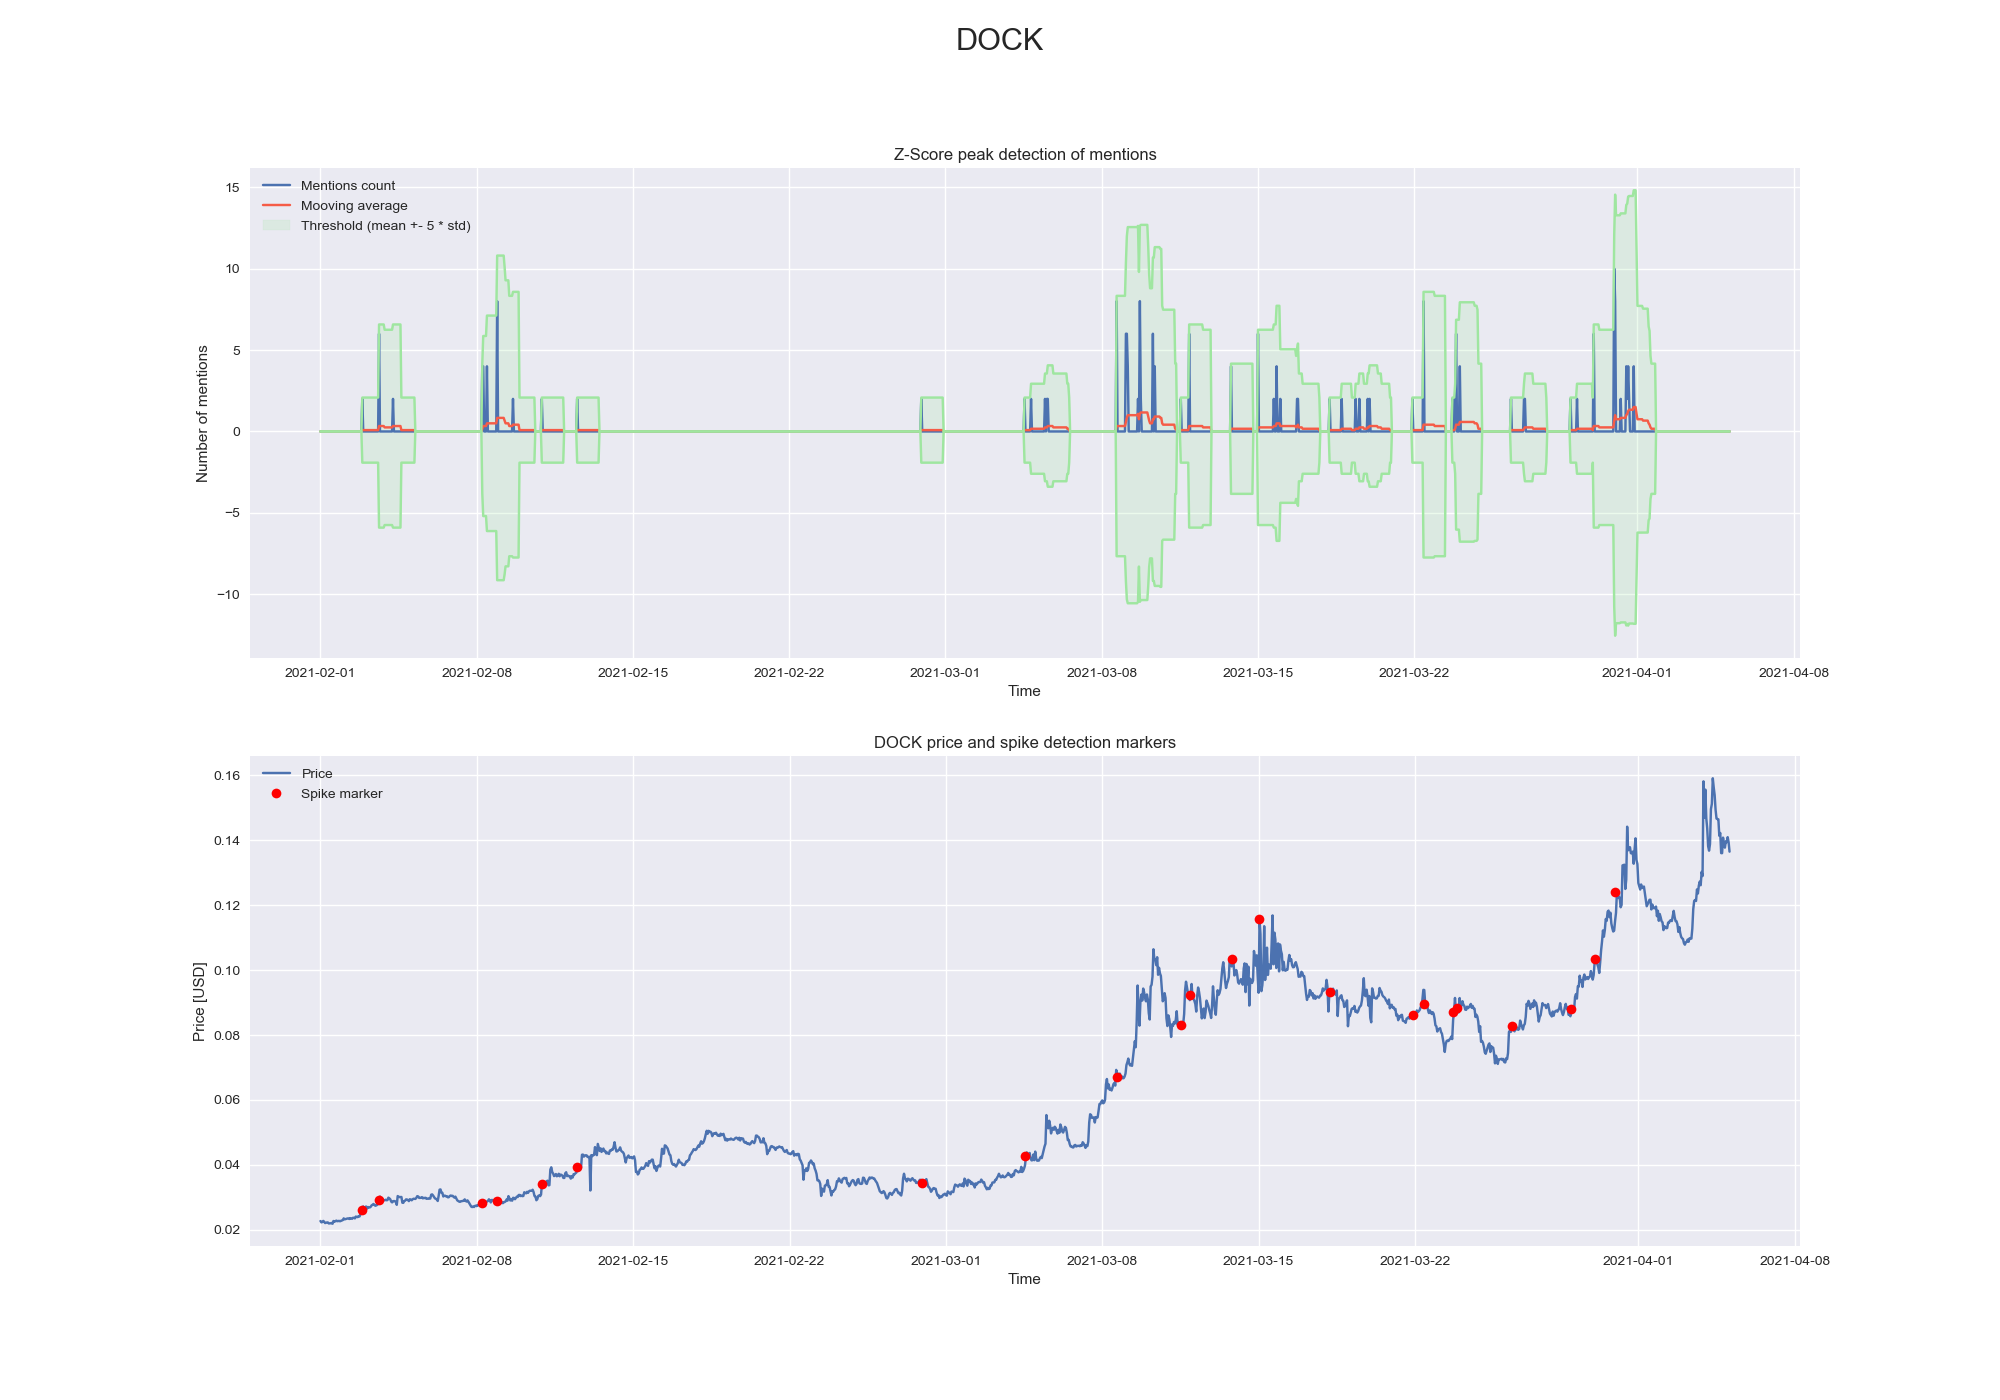 DOCK
Z-Score peak detection of mentions
Mentions count
Mooving average
Threshold (mean +- 5 * std)
Number of mentions
15
10
5
0
−5
−10
2021-02-01 2021-02-08 2021-02-15 2021-02-22 2021-03-01 2021-03-08 2021-03-15 2021-03-22 2021-04-01 2021-04-08
Time
DOCK price and spike detection markers
Price
Spike marker
Price [USD]
0.16
0.14
0.12
0.10
0.08
0.06
0.04
0.02
2021-02-01 2021-02-08 2021-02-15 2021-02-22 2021-03-01 2021-03-08 2021-03-15 2021-03-22 2021-04-01 2021-04-08
Time